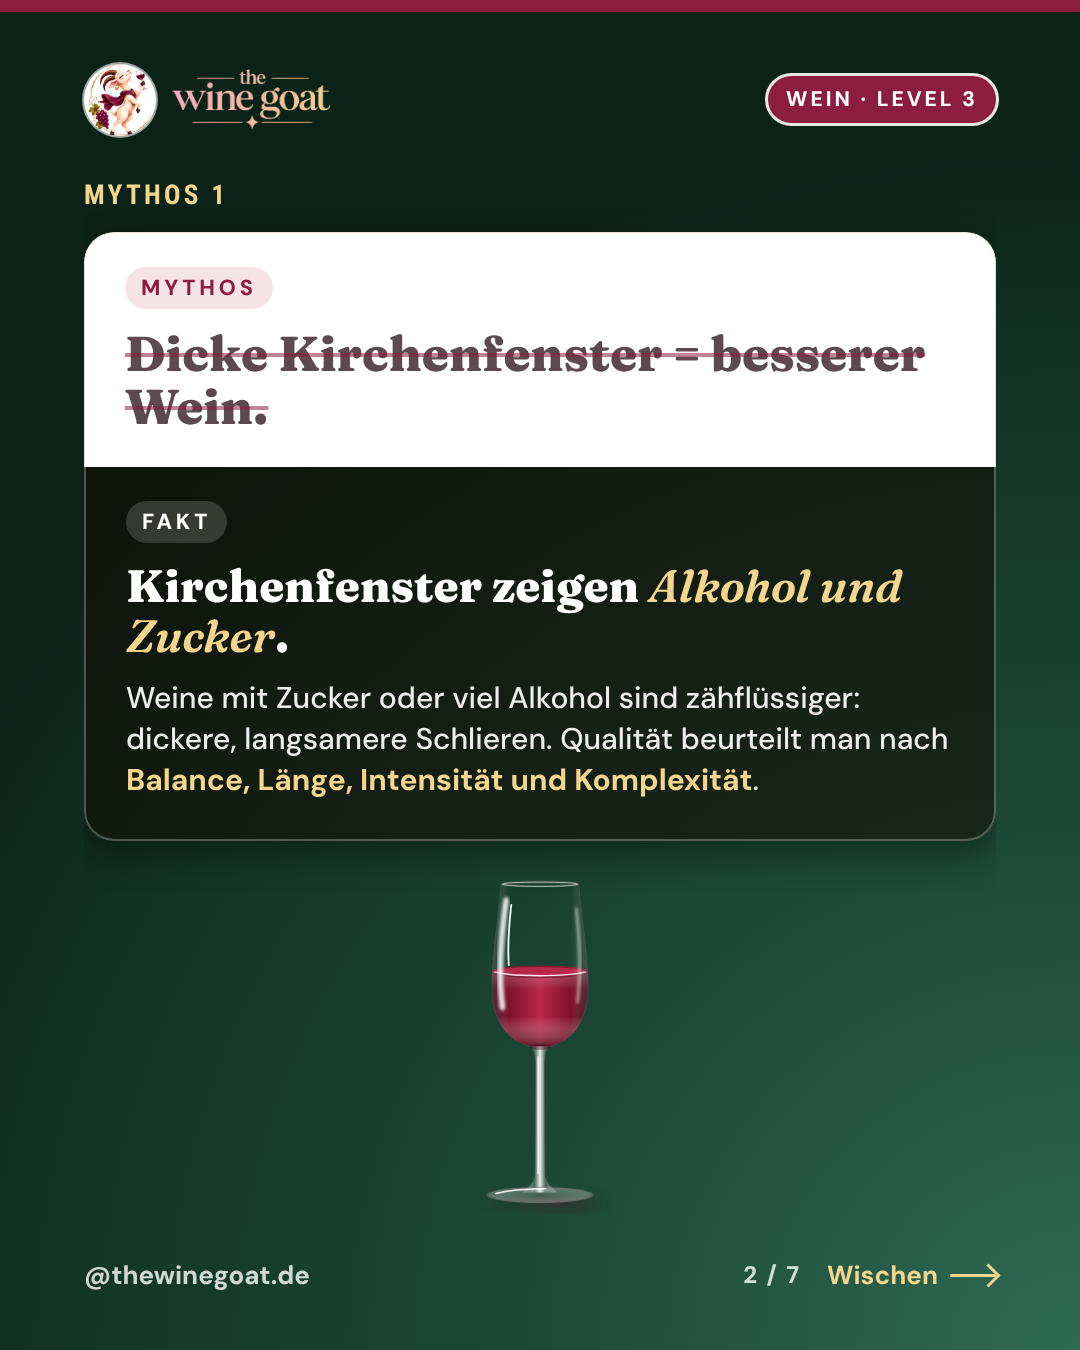 the
wine goat
WEIN · LEVEL 3
MYTHOS 1
MYTHOS
Dicke Kirchenfenster = besserer
Wein.
FAKT
Kirchenfenster zeigen Alkohol und
Zucker.
Weine mit Zucker oder viel Alkohol sind zähflüssiger:
dickere, langsamere Schlieren. Qualität beurteilt man nach
Balance, Länge, Intensität und Komplexität.
@thewinegoat.de
2 / 7 Wischen